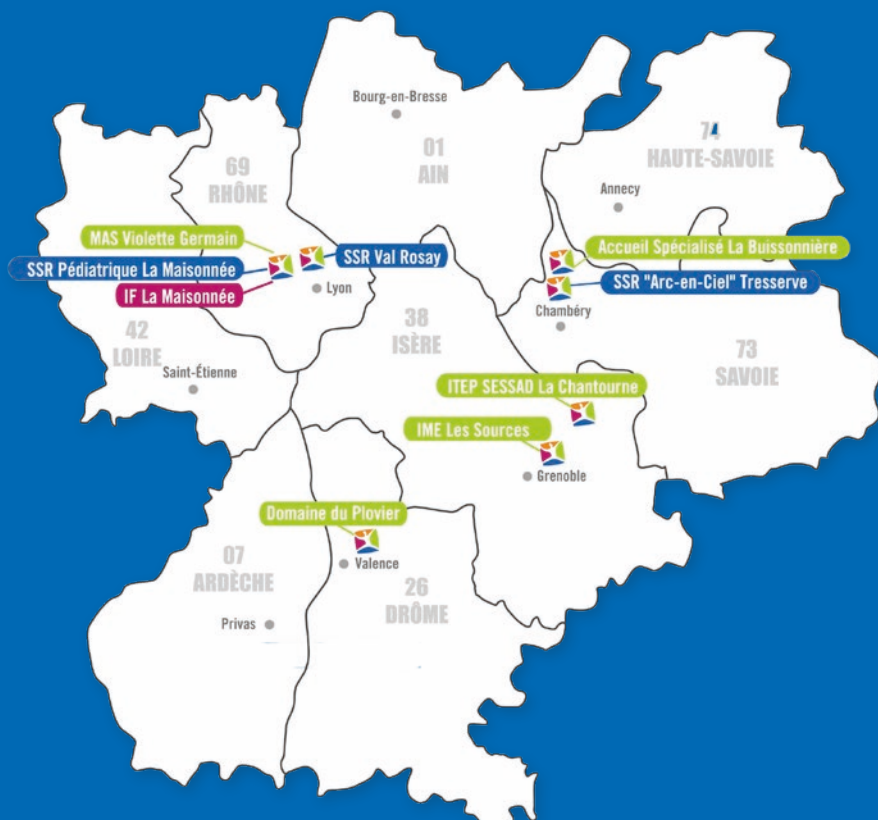 Bourg-en-Bresse
01
AIN
74
HAUTE-SAVOIE
69
RHÔNE
Annecy
MAS Violette Germain
SSR Pédiatrique La Maisonnée
IF La Maisonnée
SSR Val Rosay
Lyon
Accueil Spécialisé La Buissonnière
SSR "Arc-en-Ciel" Tresserve
Chambéry
42
LOIRE
38
ISÈRE
73
SAVOIE
Saint-Étienne
ITEP SESSAD La Chantourne
IME Les Sources
Grenoble
Domaine du Plovier
Valence
07
ARDÈCHE
26
DRÔME
Privas